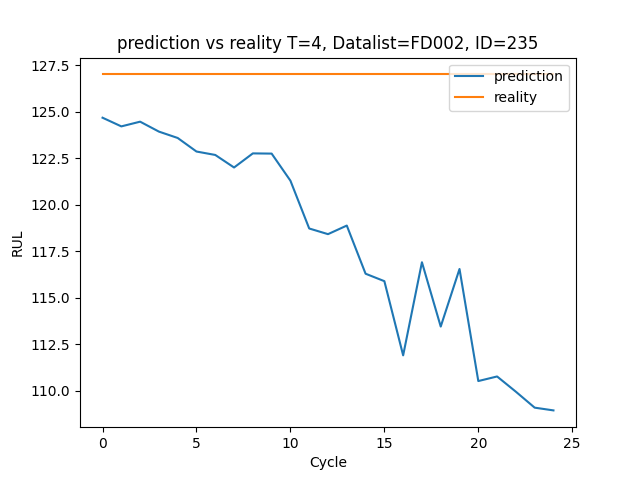 prediction vs reality T=4, Datalist=FD002, ID=235
prediction
reality
RUL
127.5
125.0
122.5
120.0
117.5
115.0
112.5
110.0
0 5 10 15 20 25
Cycle